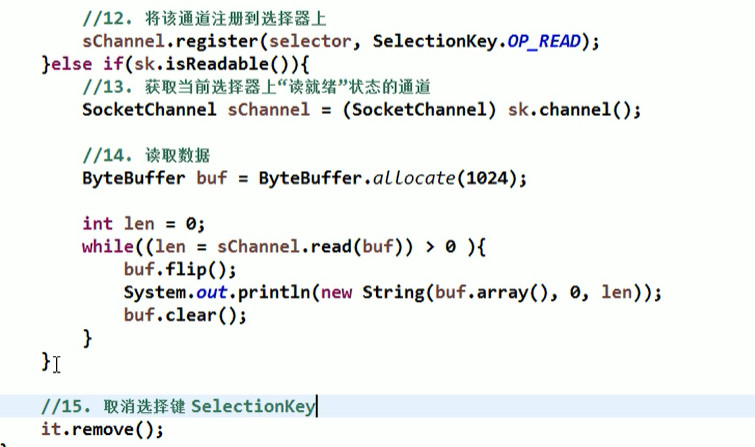 //12. 将该通道注册到选择器上
sChannel.register(selector, SelectionKey.OP_READ);
}else if(sk.isReadable()){
//13. 获取当前选择器上“读就绪”状态的通道
SocketChannel sChannel = (SocketChannel) sk.channel();
//14. 读取数据
ByteBuffer buf = ByteBuffer.allocate(1024);
int len = 0;
while((len = sChannel.read(buf)) > 0 ){
buf.flip();
System.out.println(new String(buf.array(), 0, len));
buf.clear();
}
}
//15. 取消选择键 SelectionKey
it.remove();